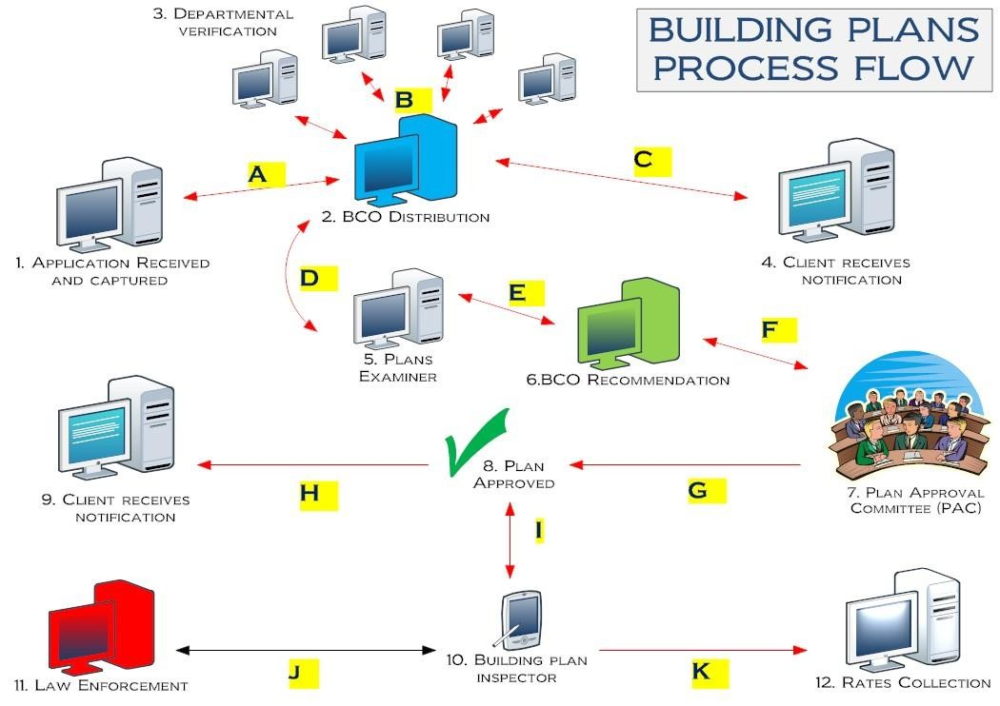 3. DEPARTMENTAL
VERIFICATION
BUILDING PLANS
PROCESS FLOW
B
A
C
2. BCO DISTRIBUTION
1. APPLICATION RECEIVED
AND CAPTURED
4. CLIENT RECEIVES
NOTIFICATION
D
E
F
5. PLANS
EXAMINER
6.BCO RECOMMENDATION
8. PLAN
APPROVED
G
H
7. PLAN APPROVAL
COMMITTEE (PAC)
9. CLIENT RECEIVES
NOTIFICATION
I
10. BUILDING PLAN
INSPECTOR
J
K
11. LAW ENFORCEMENT
12. RATES COLLECTION